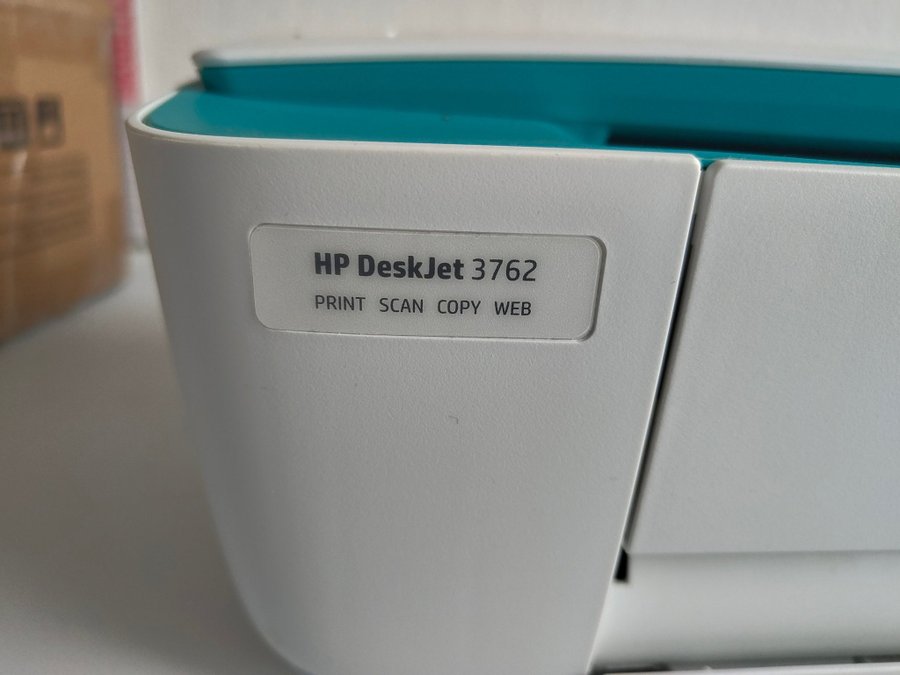 HP DeskJet 3762
PRINT SCAN COPY WEB